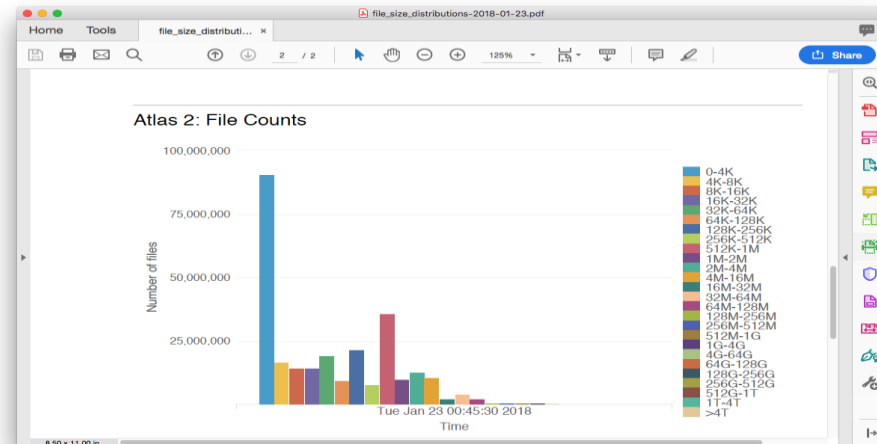 file_size_distributions-2018-01-23.pdf
Home Tools file_size_distributi... ×
2 / 2 125% Share
Atlas 2: File Counts
100,000,000
75,000,000
50,000,000
25,000,000
Number of files
Tue Jan 23 00:45:30 2018
Time
0-4K
4K-8K
8K-16K
16K-32K
32K-64K
64K-128K
128K-256K
256K-512K
512K-1M
1M-2M
2M-4M
4M-16M
16M-32M
32M-64M
64M-128M
128M-256M
256M-512M
512M-1G
1G-4G
4G-64G
64G-128G
128G-256G
256G-512G
512G-1T
1T-4T
>4T
8.50 x 11.00 in